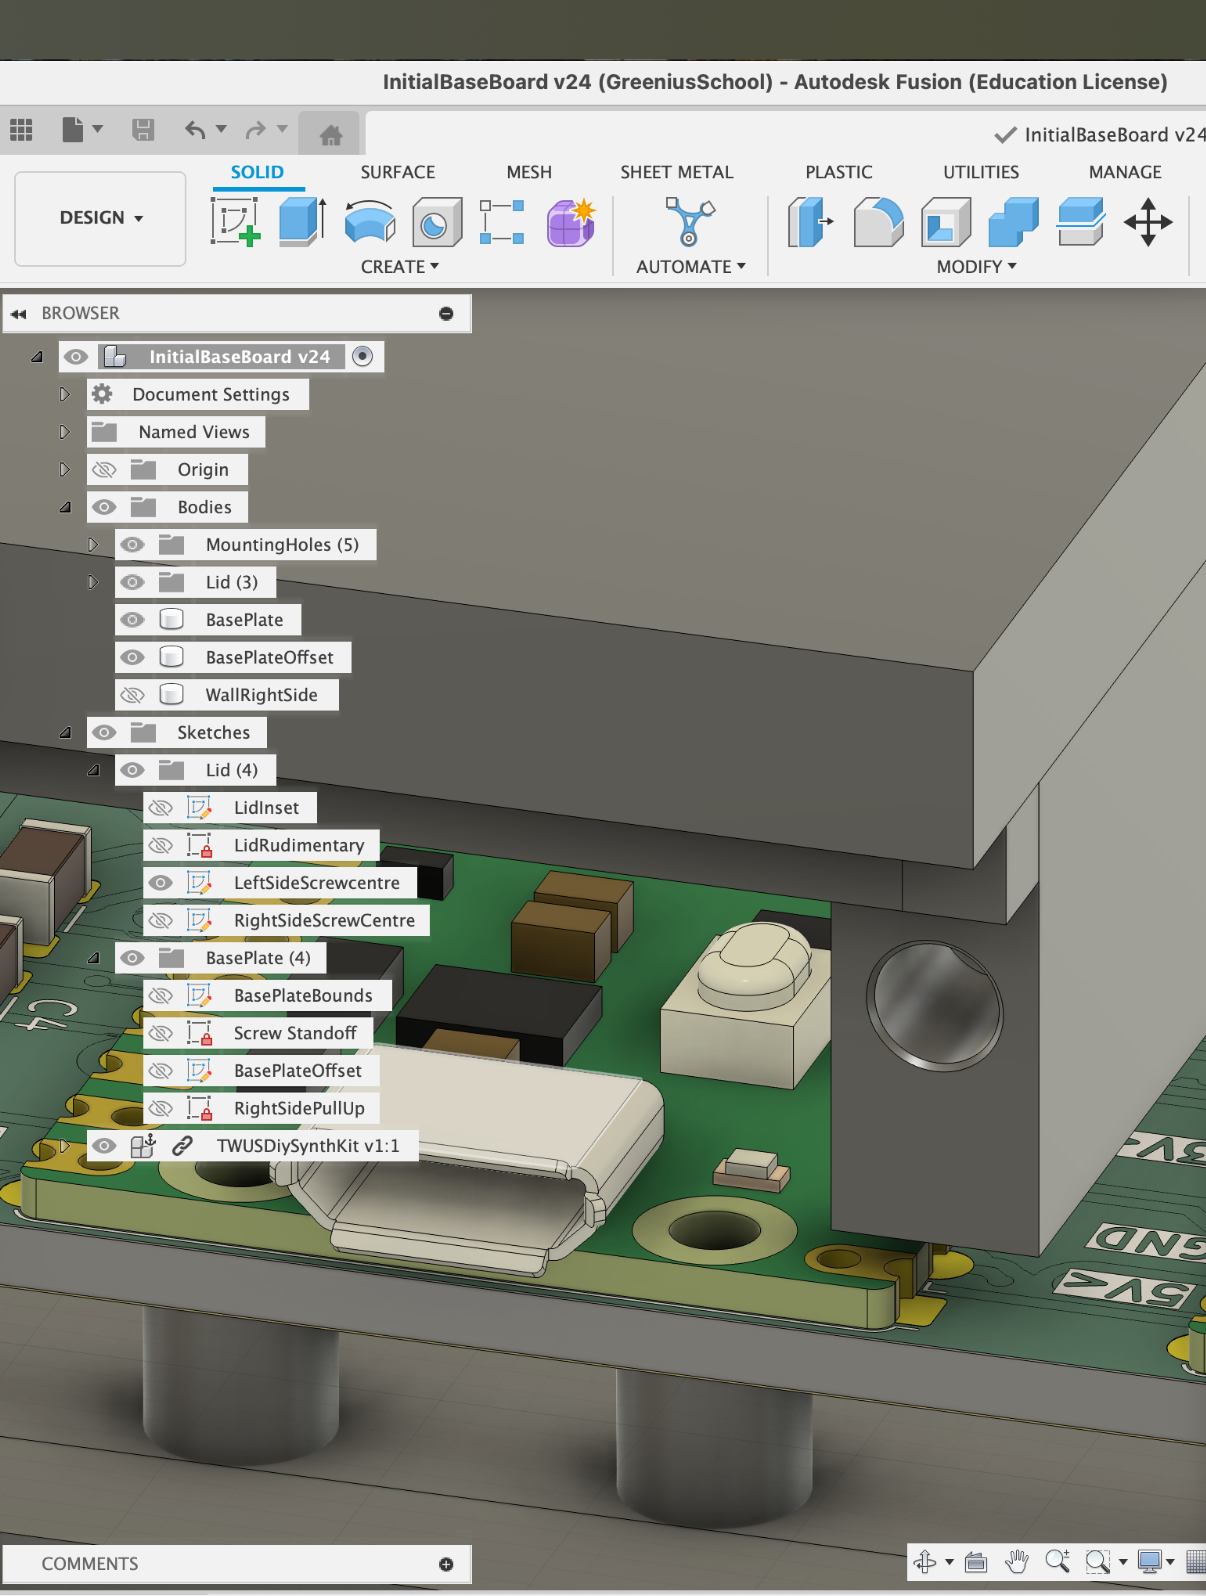 InitialBaseBoard v24 (GreeniusSchool) - Autodesk Fusion (Education License)
InitialBaseBoard v24
SOLID SURFACE MESH SHEET METAL PLASTIC UTILITIES MANAGE
DESIGN
CREATE AUTOMATE MODIFY
BROWSER
InitialBaseBoard v24
Document Settings
Named Views
Origin
Bodies
MountingHoles (5)
Lid (3)
BasePlate
BasePlateOffset
WallRightSide
Sketches
Lid (4)
LidInset
LidRudimentary
LeftSideScrewcentre
RightSideScrewCentre
BasePlate (4)
BasePlateBounds
C4
Screw Standoff
BasePlateOffset
RightSidePullUp
TWUSDiySynthKit v1:1
GND
5V<
COMMENTS